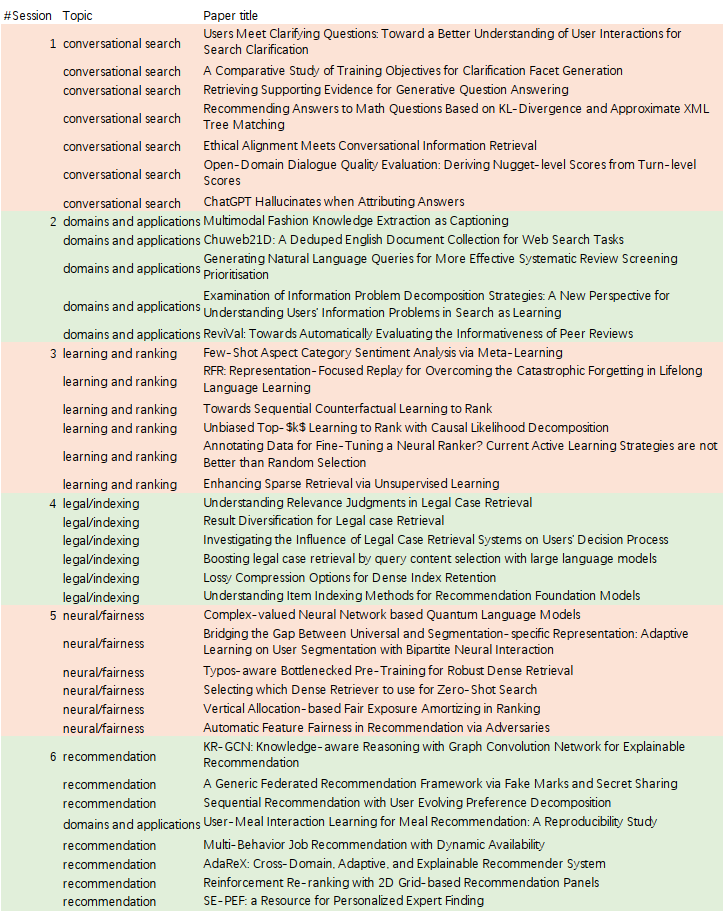 #Session Topic Paper title
Users Meet Clarifying Questions: Toward a Better Understanding of User Interactions for
1 conversational search
Search Clarification
conversational search A Comparative Study of Training Objectives for Clarification Facet Generation
conversational search Retrieving Supporting Evidence for Generative Question Answering
Recommending Answers to Math Questions Based on KL-Divergence and Approximate XML
conversational search
Tree Matching
conversational search Ethical Alignment Meets Conversational Information Retrieval
Open-Domain Dialogue Quality Evaluation: Deriving Nugget-level Scores from Turn-level
conversational search
Scores
conversational search ChatGPT Hallucinates when Attributing Answers
2 domains and applications Multimodal Fashion Knowledge Extraction as Captioning
domains and applications Chuweb21D: A Deduped English Document Collection for Web Search Tasks
Generating Natural Language Queries for More Effective Systematic Review Screening
domains and applications
Prioritisation
Examination of Information Problem Decomposition Strategies: A New Perspective for
domains and applications
Understanding Users' Information Problems in Search as Learning
domains and applications ReviVal: Towards Automatically Evaluating the Informativeness of Peer Reviews
3 learning and ranking Few-Shot Aspect Category Sentiment Analysis via Meta-Learning
RFR: Representation-Focused Replay for Overcoming the Catastrophic Forgetting in Lifelong
learning and ranking
Language Learning
learning and ranking Towards Sequential Counterfactual Learning to Rank
learning and ranking Unbiased Top-$k$ Learning to Rank with Causal Likelihood Decomposition
Annotating Data for Fine-Tuning a Neural Ranker? Current Active Learning Strategies are not
learning and ranking
Better than Random Selection
learning and ranking Enhancing Sparse Retrieval via Unsupervised Learning
4 legal/indexing Understanding Relevance Judgments in Legal Case Retrieval
legal/indexing Result Diversification for Legal case Retrieval
legal/indexing Investigating the Influence of Legal Case Retrieval Systems on Users' Decision Process
legal/indexing Boosting legal case retrieval by query content selection with large language models
legal/indexing Lossy Compression Options for Dense Index Retention
legal/indexing Understanding Item Indexing Methods for Recommendation Foundation Models
5 neural/fairness Complex-valued Neural Network based Quantum Language Models
Bridging the Gap Between Universal and Segmentation-specific Representation: Adaptive
neural/fairness
Learning on User Segmentation with Bipartite Neural Interaction
neural/fairness Typos-aware Bottlenecked Pre-Training for Robust Dense Retrieval
neural/fairness Selecting which Dense Retriever to use for Zero-Shot Search
neural/fairness Vertical Allocation-based Fair Exposure Amortizing in Ranking
neural/fairness Automatic Feature Fairness in Recommendation via Adversaries
KR-GCN: Knowledge-aware Reasoning with Graph Convolution Network for Explainable
6 recommendation
Recommendation
recommendation A Generic Federated Recommendation Framework via Fake Marks and Secret Sharing
recommendation Sequential Recommendation with User Evolving Preference Decomposition
domains and applications User-Meal Interaction Learning for Meal Recommendation: A Reproducibility Study
recommendation Multi-Behavior Job Recommendation with Dynamic Availability
recommendation AdaReX: Cross-Domain, Adaptive, and Explainable Recommender System
recommendation Reinforcement Re-ranking with 2D Grid-based Recommendation Panels
recommendation SE-PEF: a Resource for Personalized Expert Finding